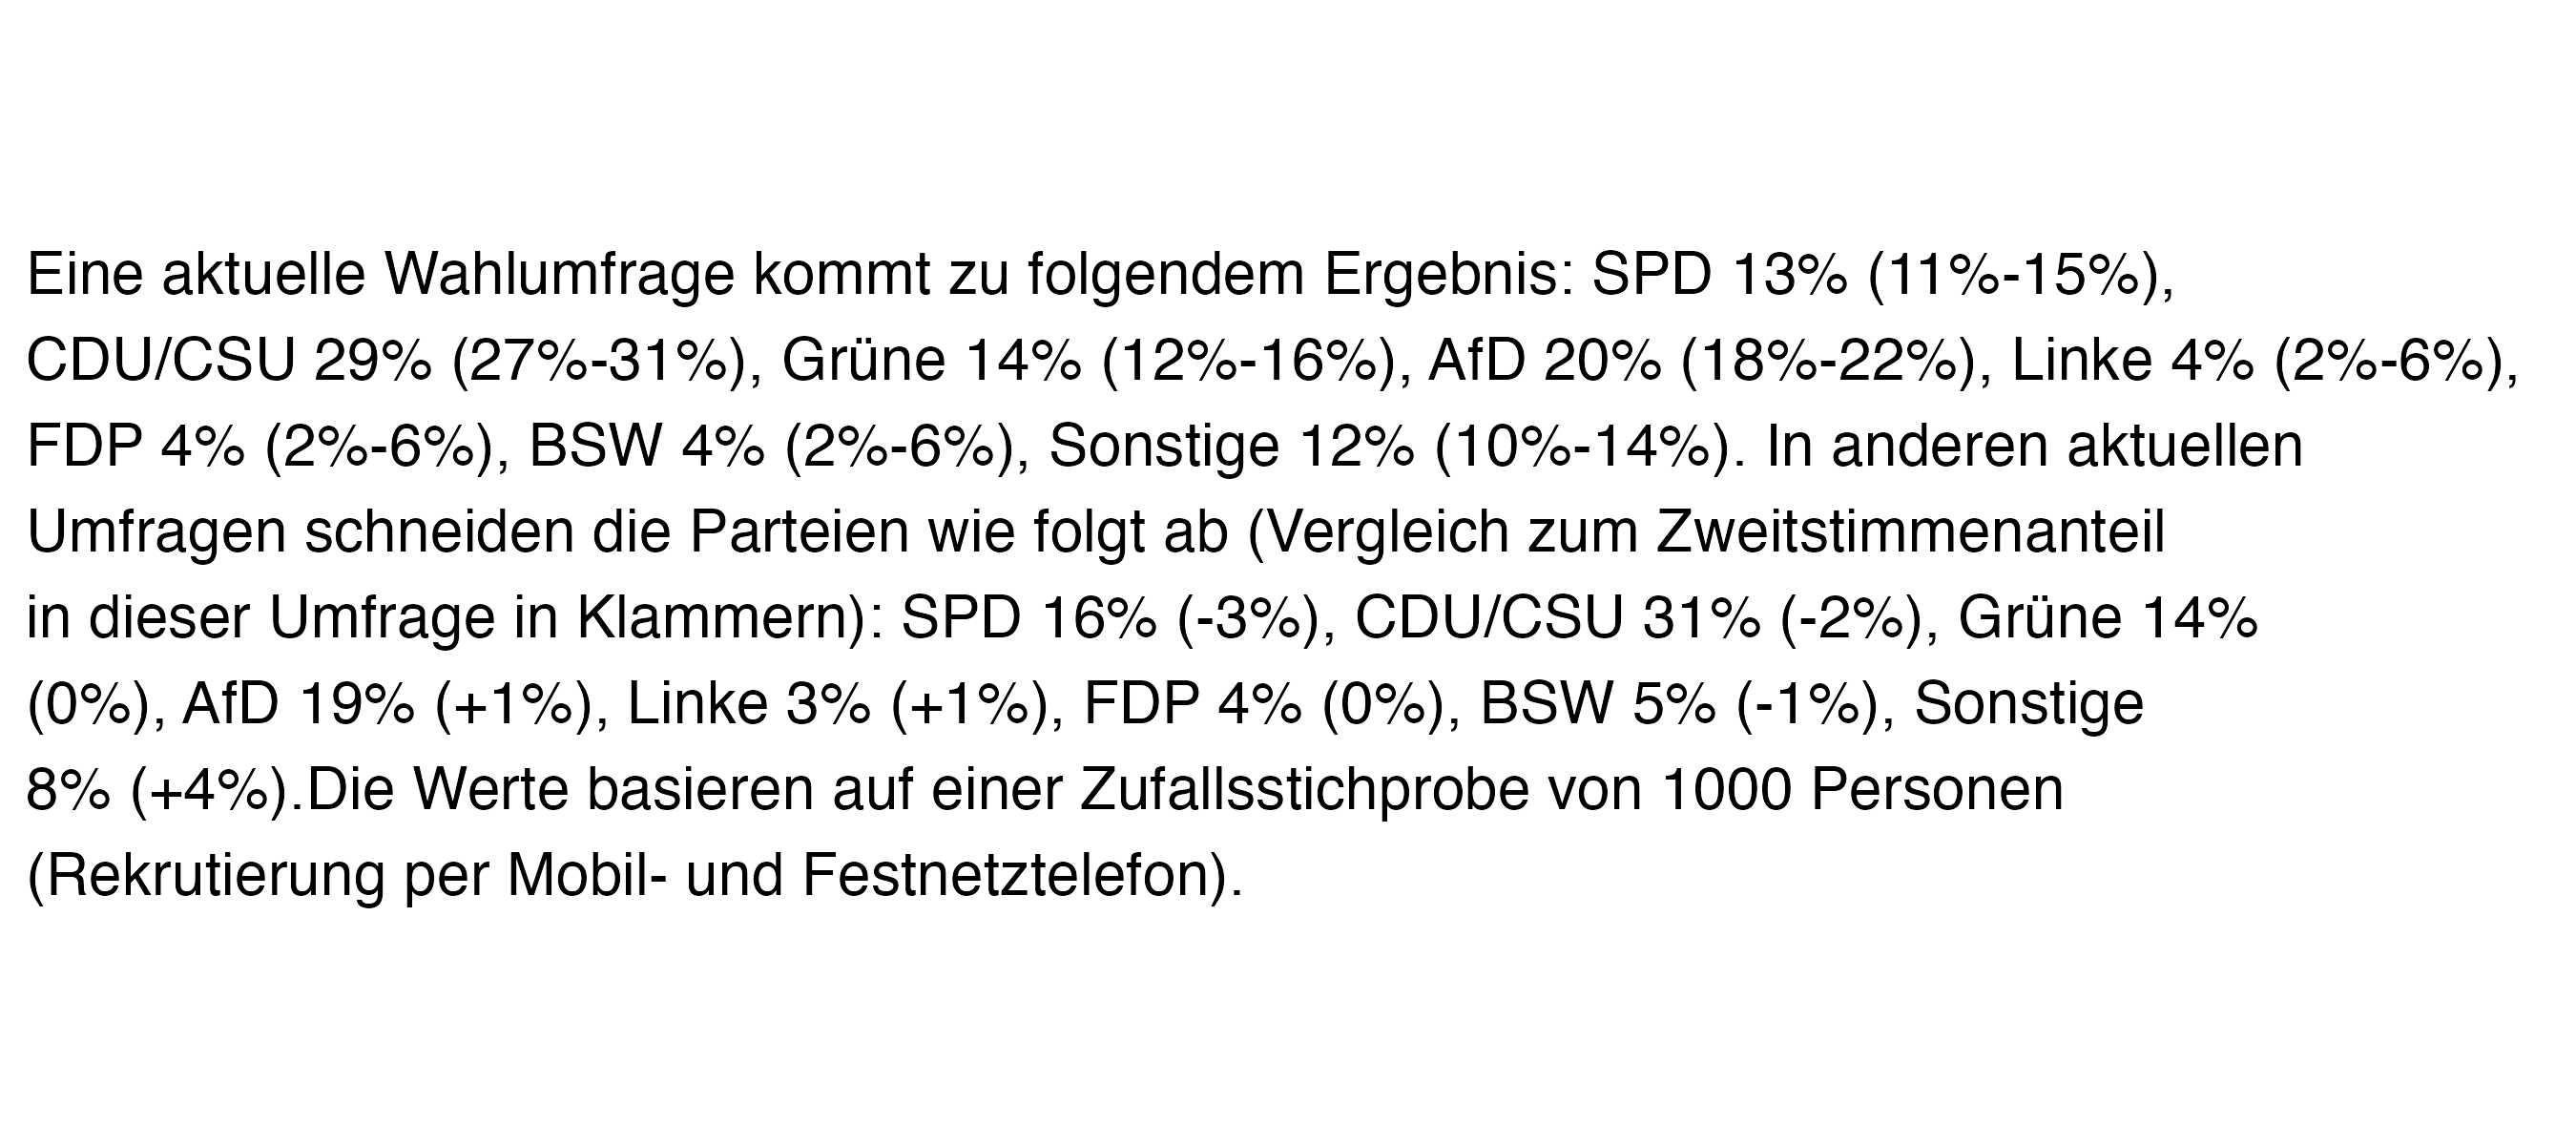 Eine aktuelle Wahlumfrage kommt zu folgendem Ergebnis: SPD 13% (11%-15%),
CDU/CSU 29% (27%-31%), Grüne 14% (12%-16%), AfD 20% (18%-22%), Linke 4% (2%-6%),
FDP 4% (2%-6%), BSW 4% (2%-6%), Sonstige 12% (10%-14%). In anderen aktuellen
Umfragen schneiden die Parteien wie folgt ab (Vergleich zum Zweitstimmenanteil
in dieser Umfrage in Klammern): SPD 16% (-3%), CDU/CSU 31% (-2%), Grüne 14%
(0%), AfD 19% (+1%), Linke 3% (+1%), FDP 4% (0%), BSW 5% (-1%), Sonstige
8% (+4%).Die Werte basieren auf einer Zufallsstichprobe von 1000 Personen
(Rekrutierung per Mobil- und Festnetztelefon).